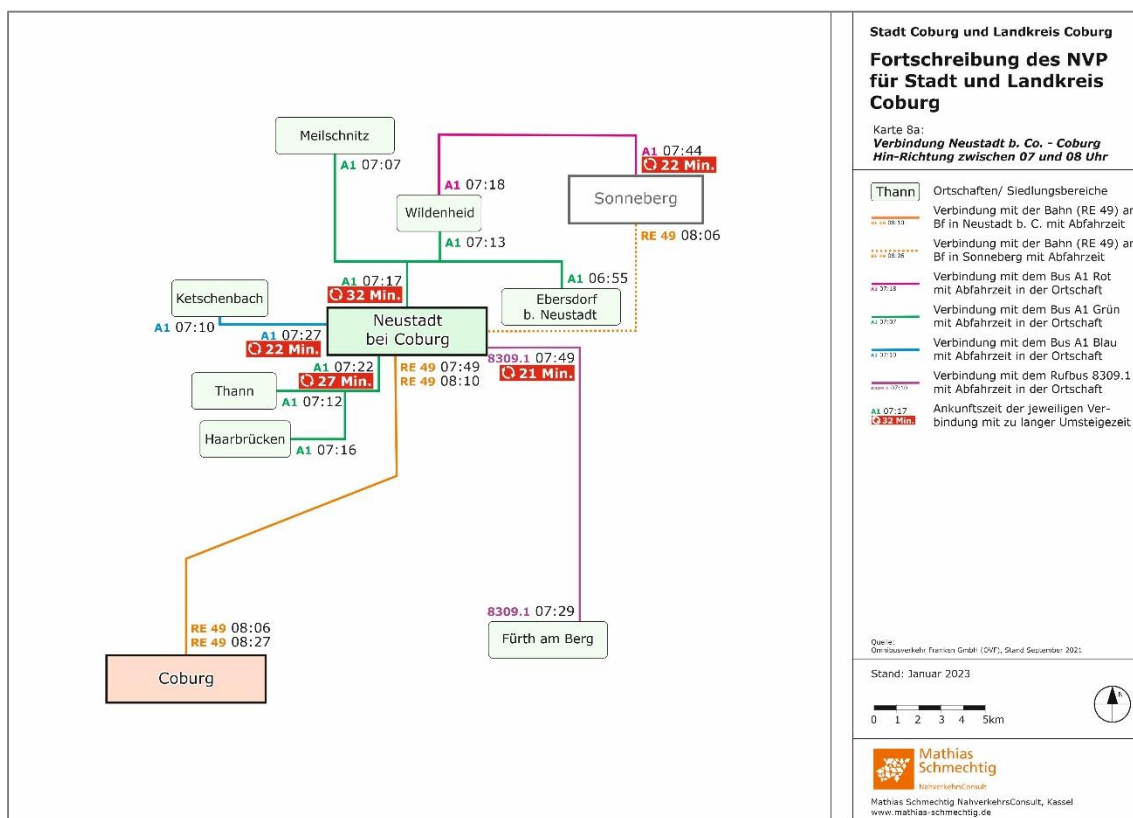 Meilschnitz
A1 07:07
A1 07:18
Wildenheid
A1 07:13
A1 07:44
22 Min.
Sonneberg
RE 49 08:06
A1 06:55
Ebersdorf
b. Neustadt
A1 07:17
32 Min.
Ketschenbach
A1 07:10
A1 07:27
22 Min.
Neustadt
bei Coburg
A1 07:22
27 Min.
RE 49 07:49
RE 49 08:10
8309.1 07:49
21 Min.
Thann
A1 07:12
Haarbrücken
A1 07:16
8309.1 07:29
Fürth am Berg
RE 49 08:06
RE 49 08:27
Coburg
Stadt Coburg und Landkreis Coburg
Fortschreibung des NVP
für Stadt und Landkreis
Coburg
Karte 8a:
Verbindung Neustadt b. Co. - Coburg
Hin-Richtung zwischen 07 und 08 Uhr
Thann
Ortschaften/ Siedlungsbereiche
Verbindung mit der Bahn (RE 49) an
Bf in Neustadt b. C. mit Abfahrzeit
Verbindung mit der Bahn (RE 49) an
Bf in Sonneberg mit Abfahrzeit
Verbindung mit dem Bus A1 Rot
mit Abfahrzeit in der Ortschaft
A1 07:18
Verbindung mit dem Bus A1 Grün
mit Abfahrzeit in der Ortschaft
A1 07:07
Verbindung mit dem Bus A1 Blau
mit Abfahrzeit in der Ortschaft
A1 07:10
Verbindung mit dem Rufbus 8309.1
mit Abfahrzeit in der Ortschaft
A1 07:17
32 Min.
Ankunftszeit der jeweiligen Ver-
bindung mit zu langer Umsteigezeit
Quelle:
Omnibusverkehr Franken GmbH (OVF), Stand September 2021
Stand: Januar 2023
N
0 1 2 3 4 5km
Mathias
Schmechtig
NahverkehrsConsult
Mathias Schmechtig NahverkehrsConsult, Kassel
www.mathias-schmechtig.de